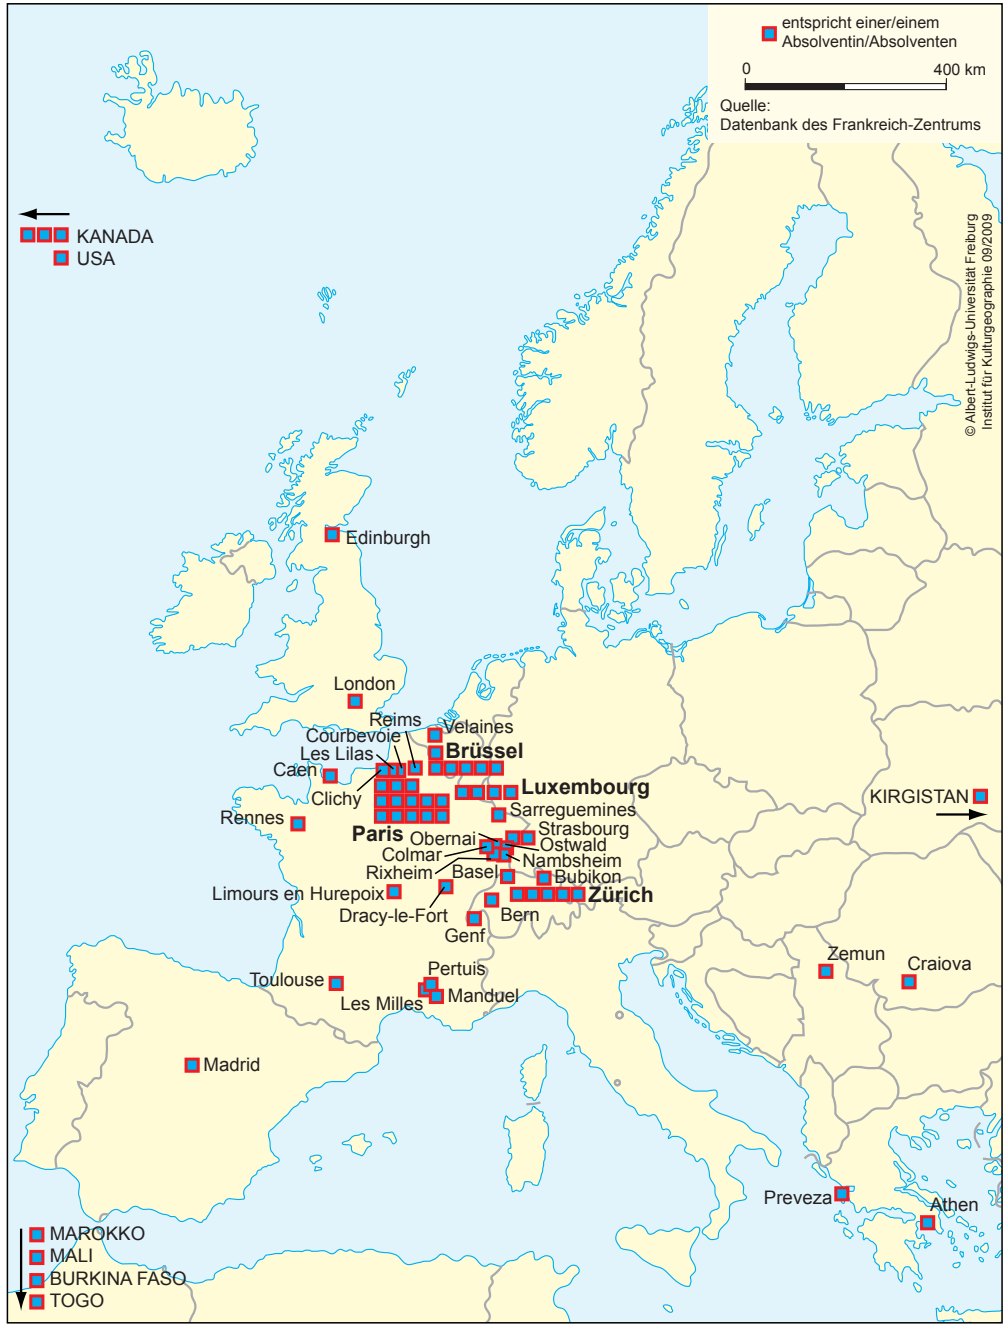 entspricht einer/einem
Absolventin/Absolventen
0 400 km
Quelle:
Datenbank des Frankreich-Zentrums
© Albert-Ludwigs-Universität Freiburg
Institut für Kulturgeographie 09/2009
KANADA
USA
Edinburgh
London
Reims
Velaines
Courbevoie
Brüssel
Les Lilas
Caen
Clichy
Luxembourg
KIRGISTAN
Sarreguemines
Rennes
Paris
Strasbourg
Obernai
Ostwald
Colmar
Nambsheim
Rixheim
Basel
Bubikon
Limours en Hurepoix
Zürich
Dracy-le-Fort
Bern
Genf
Zemun
Craiova
Pertuis
Toulouse
Les Milles
Manduel
Madrid
Preveza
Athen
MAROKKO
MALI
BURKINA FASO
TOGO